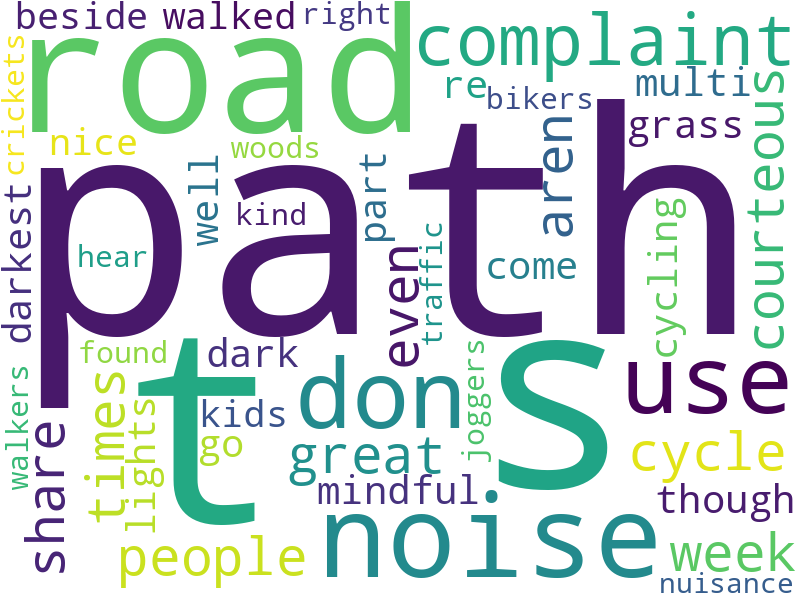 beside walked right
road complaint
crickets
re multi
bikers
nice woods grass
path
well part aren courteous
kind
darkest hear traffic come cycling
even
t s
found dark don use
walkers times lights kids joggers
share go great cycle
mindful though
people noise week
nuisance